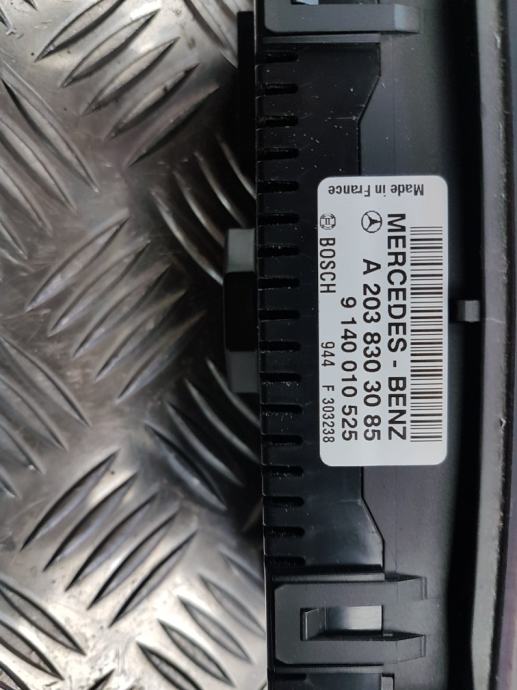 Made in France
MERCEDES - BENZ
A 203 830 30 85
9 140 010 525
BOSCH 944 F 303238